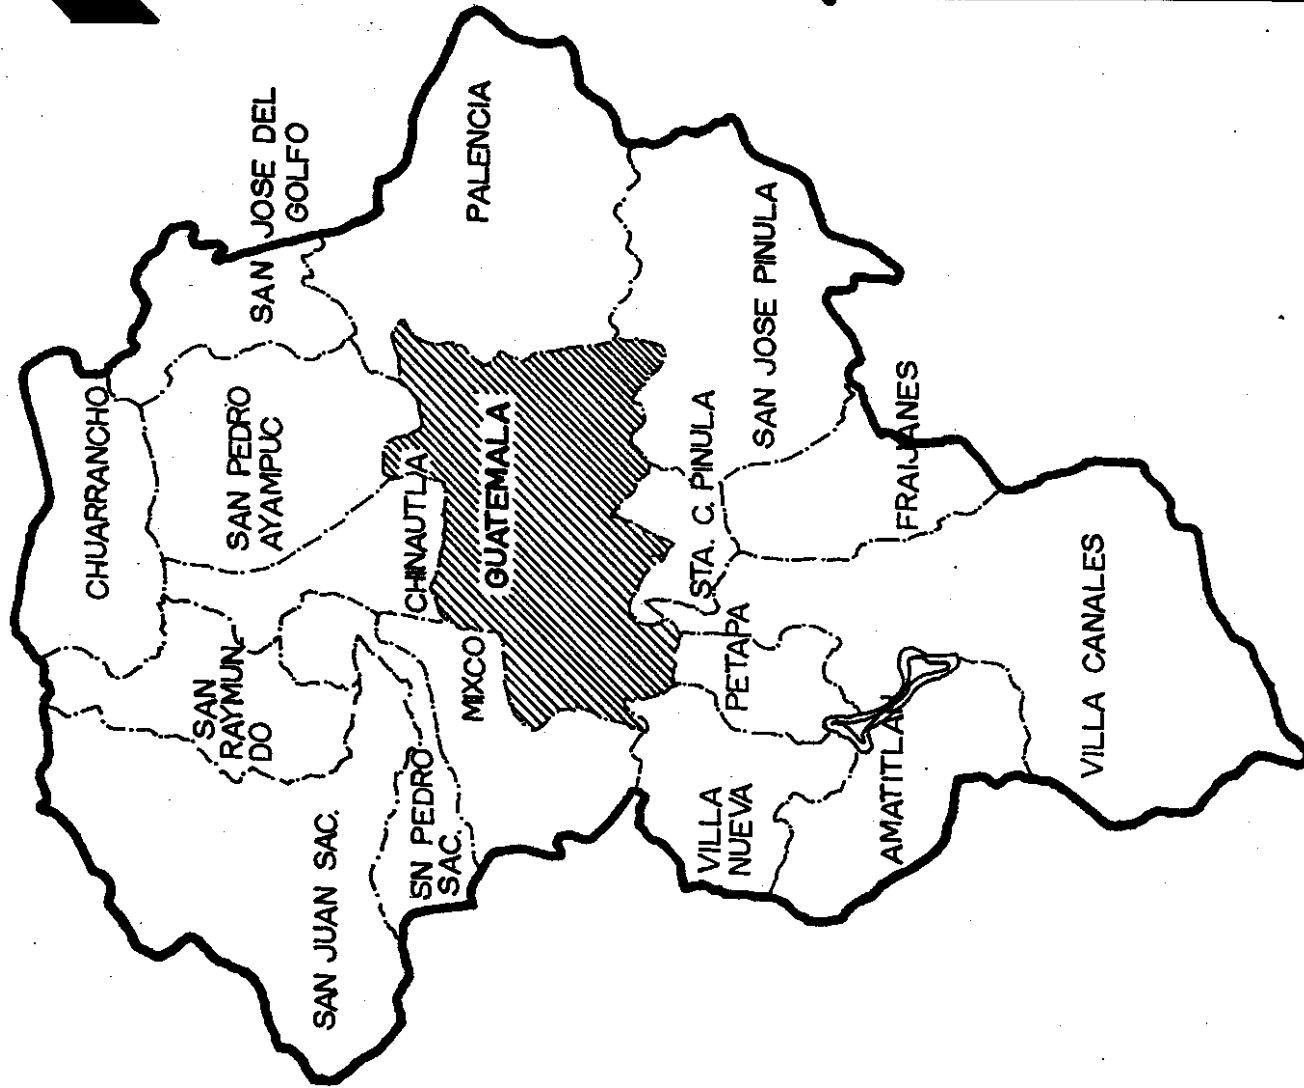 CHUARRANCHO
SAN JOSE DEL
GOLFO
SAN PEDRO
AYAMPUC
SAN
RAYMUN
DO
PALENCIA
CHINAUTLA
GUATEMALA
MIXCO
SAN JUAN SAC.
SN PEDRO
SAC.
STA. C. PINULA
SAN JOSE PINULA
PETAPA
VILLA
NUEVA
FRAIJANES
AMATITLAN
VILLA CANALES